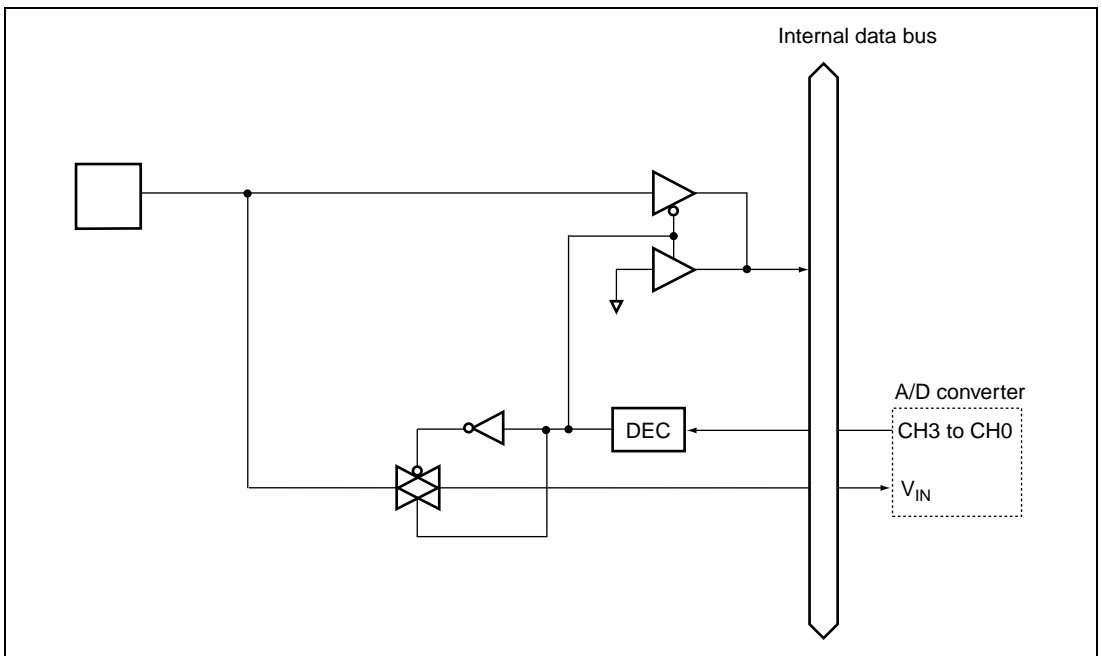 Internal data bus
A/D converter
DEC
CH3 to CH0
VIN